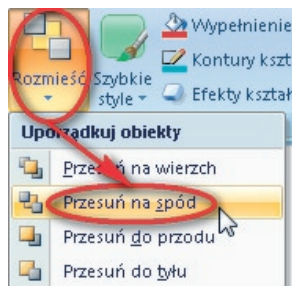 Wypełnienie
Kontury kszt
Rozmieść Szybkie style
Efekty kształ
Uporządkuj obiekty
Przesuń na wierzch
Przesuń na spód
Przesuń do przodu
Przesuń do tyłu